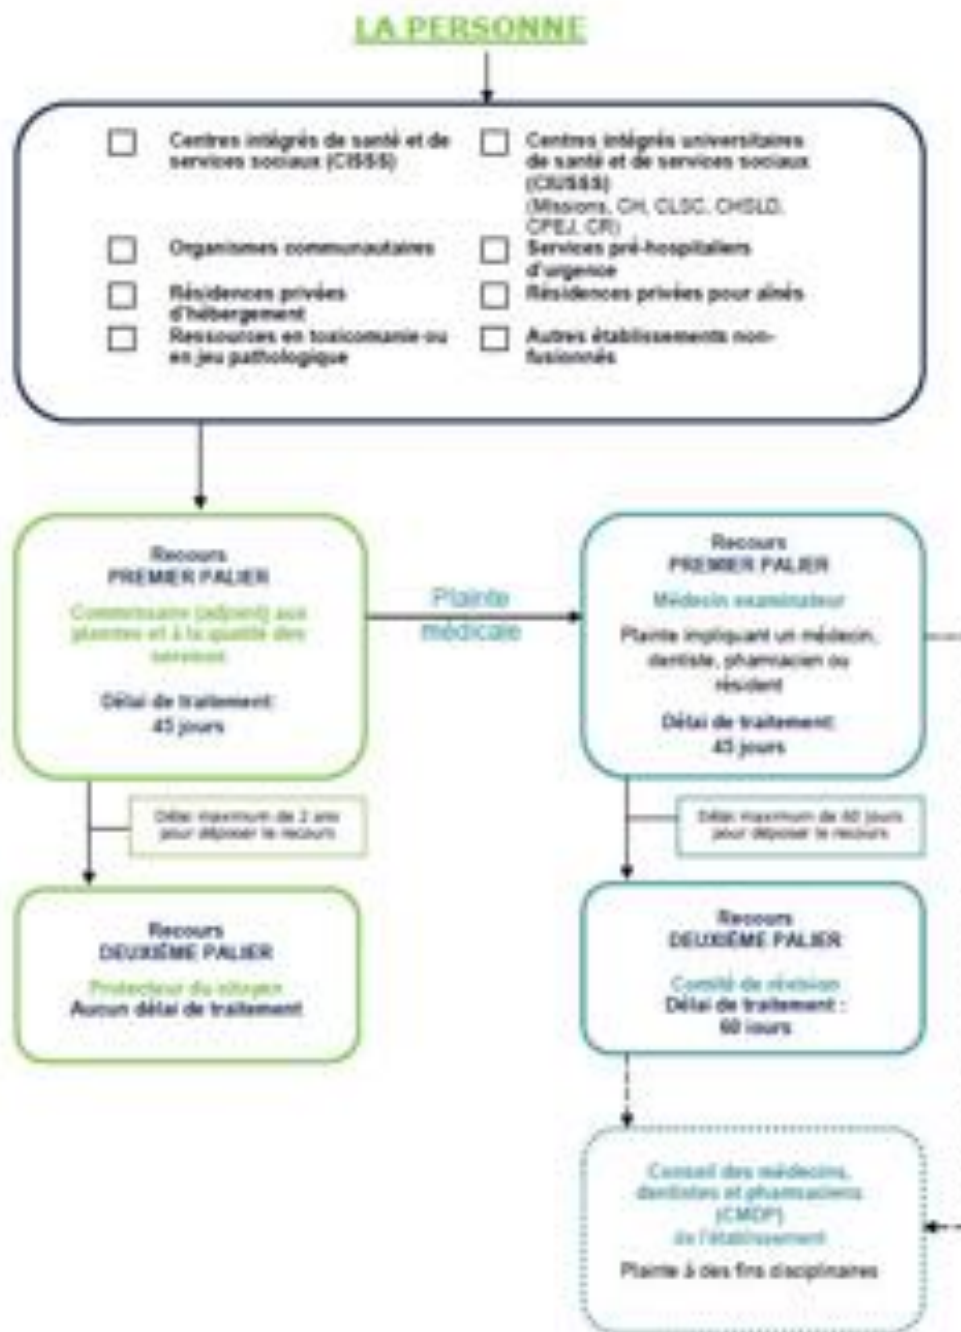 LA PERSONNE
Centres intégrés de santé et de
services sociaux (CISSS)
Centres intégrés universitaires
de santé et de services sociaux
(CIUSSS)
(Missions, CH, CLSC, CHSLD,
CPEJ, CR)
Organismes communautaires
Services pré-hospitaliers
d'urgence
Résidences privées
d'hébergement
Résidences privées pour aînés
Ressources en toxicomanie ou
en jeu pathologique
Autres établissements non-
fusionnés
Recours
PREMIER PALIER
Commissaire (adjoint) aux
plaintes et à la qualité des
services
Délai de traitement:
45 jours
Plainte
médicale
Recours
PREMIER PALIER
Médecin examinateur
Plainte impliquant un médecin,
dentiste, pharmacien ou
résident
Délai de traitement:
45 jours
Délai maximum de 2 ans
pour déposer le recours
Délai maximum de 60 jours
pour déposer le recours
Recours
DEUXIÈME PALIER
Protecteur du citoyen
Aucun délai de traitement
Recours
DEUXIÈME PALIER
Comité de révision
Délai de traitement :
60 jours
Conseil des médecins,
dentistes et pharmaciens
(CMDP)
de l'établissement
Plainte à des fins disciplinaires